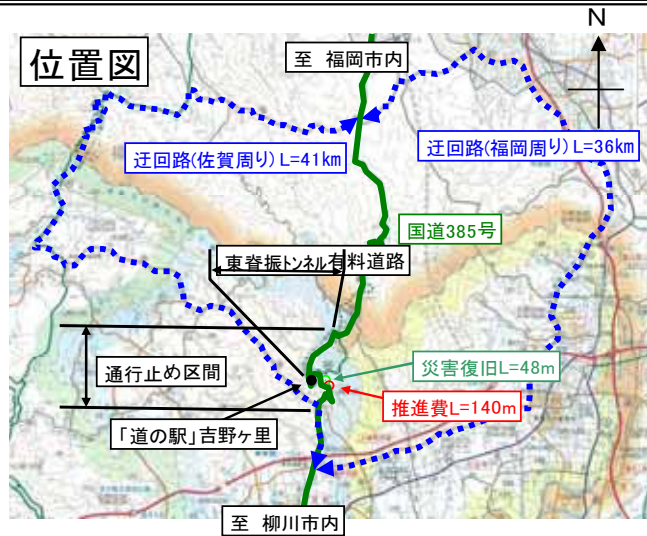 N
位置図
至 福岡市内
迂回路(佐賀周り) L=41km
迂回路(福岡周り) L=36km
国道385号
東脊振トンネル有料道路
通行止め区間
災害復旧L=48m
推進費L=140m
「道の駅」吉野ヶ里
至 柳川市内